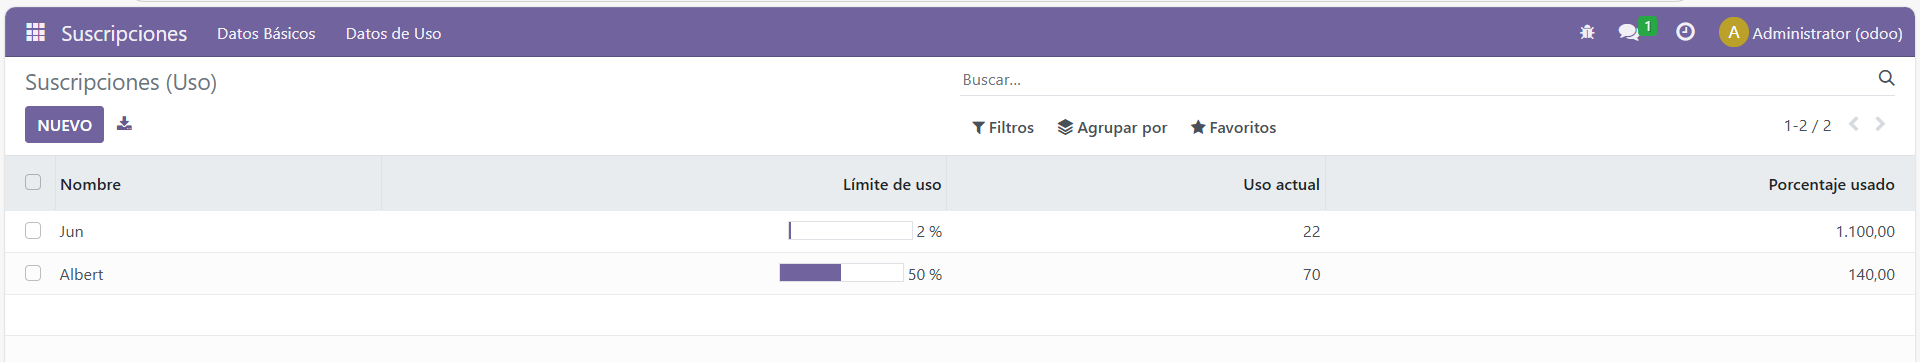 Suscripciones Datos Básicos Datos de Uso 1 A Administrator (odoo)
Suscripciones (Uso) Buscar...
NUEVO Filtros Agrupar por Favoritos 1-2 / 2
Nombre Límite de uso Uso actual Porcentaje usado
Jun 2 % 22 1.100,00
Albert 50 % 70 140,00